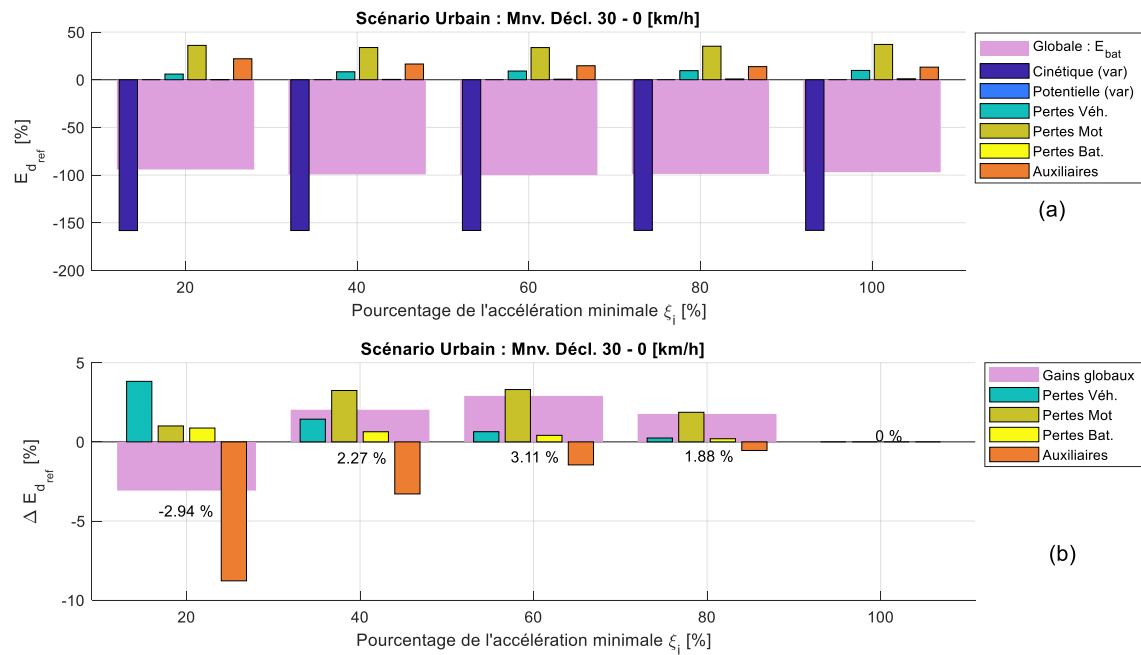 Scénario Urbain : Mnv. Décl. 30 - 0 [km/h]
50
0
-50
-100
-150
-200
E_d_ref [%]
20 40 60 80 100
Pourcentage de l'accélération minimale ξ_i [%]
Globale : E_bat
Cinétique (var)
Potentielle (var)
Pertes Véh.
Pertes Mot
Pertes Bat.
Auxiliaires
(a)
Scénario Urbain : Mnv. Décl. 30 - 0 [km/h]
5
0
-5
-10
Δ E_d_ref [%]
-2.94 %
2.27 %
3.11 %
1.88 %
0 %
20 40 60 80 100
Pourcentage de l'accélération minimale ξ_i [%]
Gains globaux
Pertes Véh.
Pertes Mot
Pertes Bat.
Auxiliaires
(b)